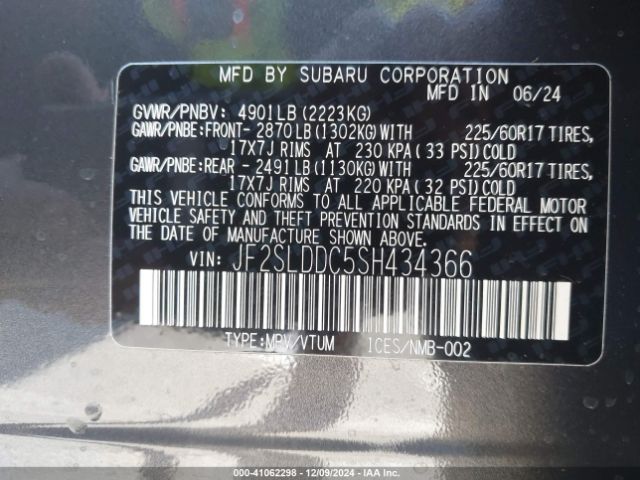 MFD BY SUBARU CORPORATION
MFD IN 06/24
GVWR/PNBV: 4901LB (2223KG)
GAWR/PNBE:FRONT- 2870LB (1302KG) WITH 225/60R17 TIRES,
17X7J RIMS AT 230 KPA (33 PSI) COLD
GAWR/PNBE:REAR - 2491LB (1130KG) WITH 225/60R17 TIRES,
17X7J RIMS AT 220 KPA (32 PSI) COLD
THIS VEHICLE CONFORMS TO ALL APPLICABLE FEDERAL MOTOR
VEHICLE SAFETY AND THEFT PREVENTION STANDARDS IN EFFECT ON
THE DATE OF MANUFACTURE SHOWN ABOVE.
VIN: JF2SLDDC5SH434366
TYPE:MPV/VTUM ICES/NMB-002
000-41062298 - 12/09/2024 - IAA Inc.